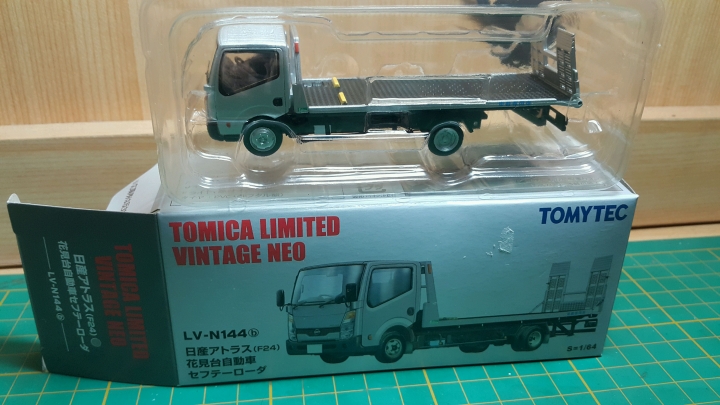 TOMICA LIMITED
VINTAGE NEO
TOMYTEC
LV-N144ⓑ
日産アトラス(F24)
花見台自動車
セフテーローダ
S=1/64
TOMICA LIMITED
VINTAGE NEO
日産アトラス(F24)
花見台自動車セフテーローダ
LV-N144ⓑ